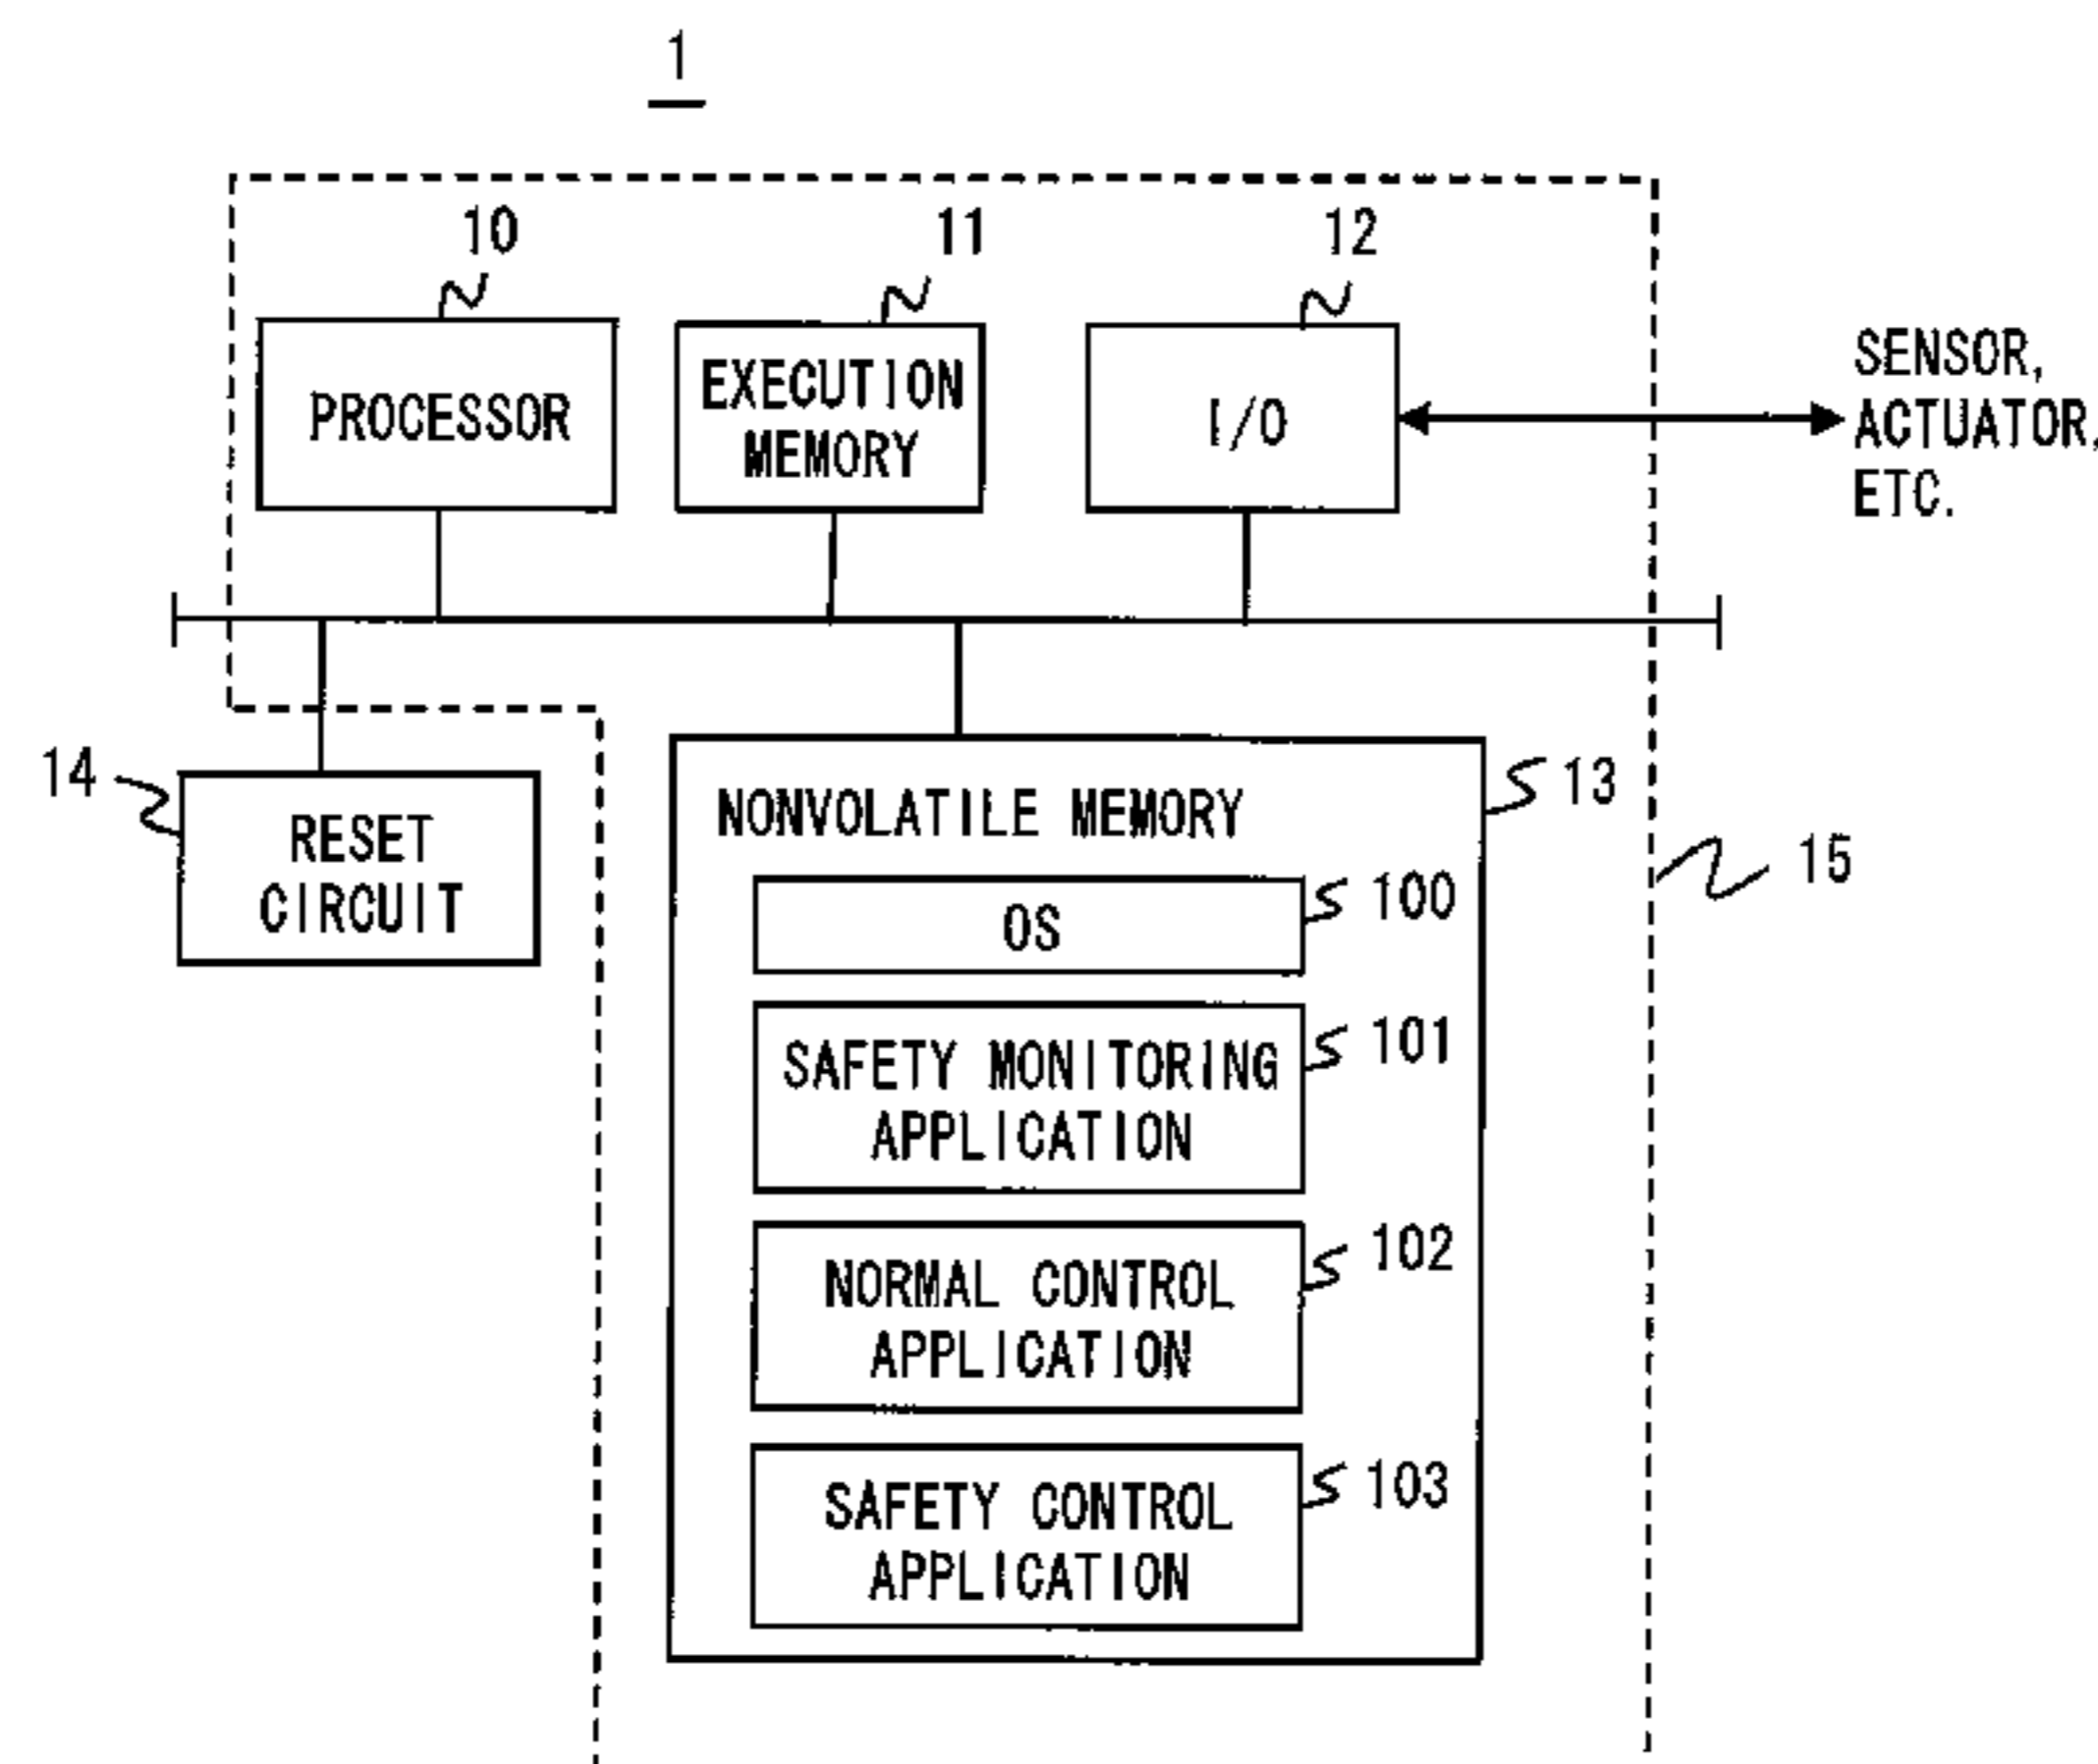 1
10
11
12
PROCESSOR
EXECUTION
MEMORY
I/O
SENSOR,
ACTUATOR,
ETC.
14
RESET
CIRCUIT
NONVOLATILE MEMORY
13
15
OS
100
SAFETY MONITORING
APPLICATION
101
NORMAL CONTROL
APPLICATION
102
SAFETY CONTROL
APPLICATION
103